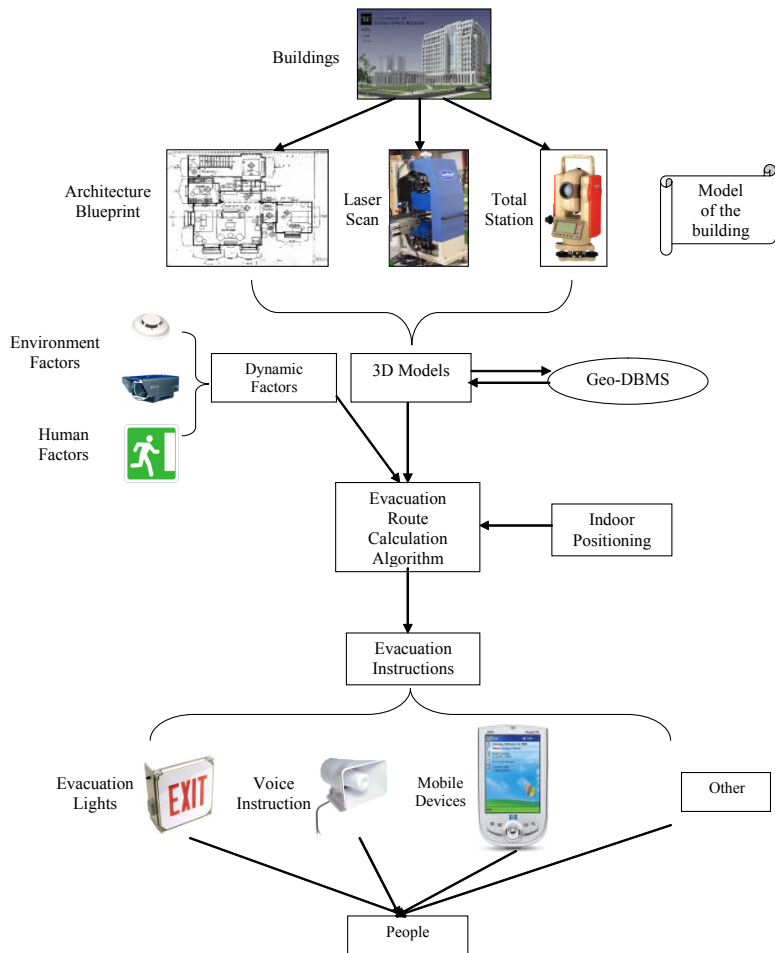 Buildings
Architecture
Blueprint
Laser
Scan
Total
Station
Model
of the
building
Environment
Factors
Human
Factors
Dynamic
Factors
3D Models
Geo-DBMS
Evacuation
Route
Calculation
Algorithm
Indoor
Positioning
Evacuation
Instructions
Evacuation
Lights
EXIT
Voice
Instruction
Mobile
Devices
Other
People